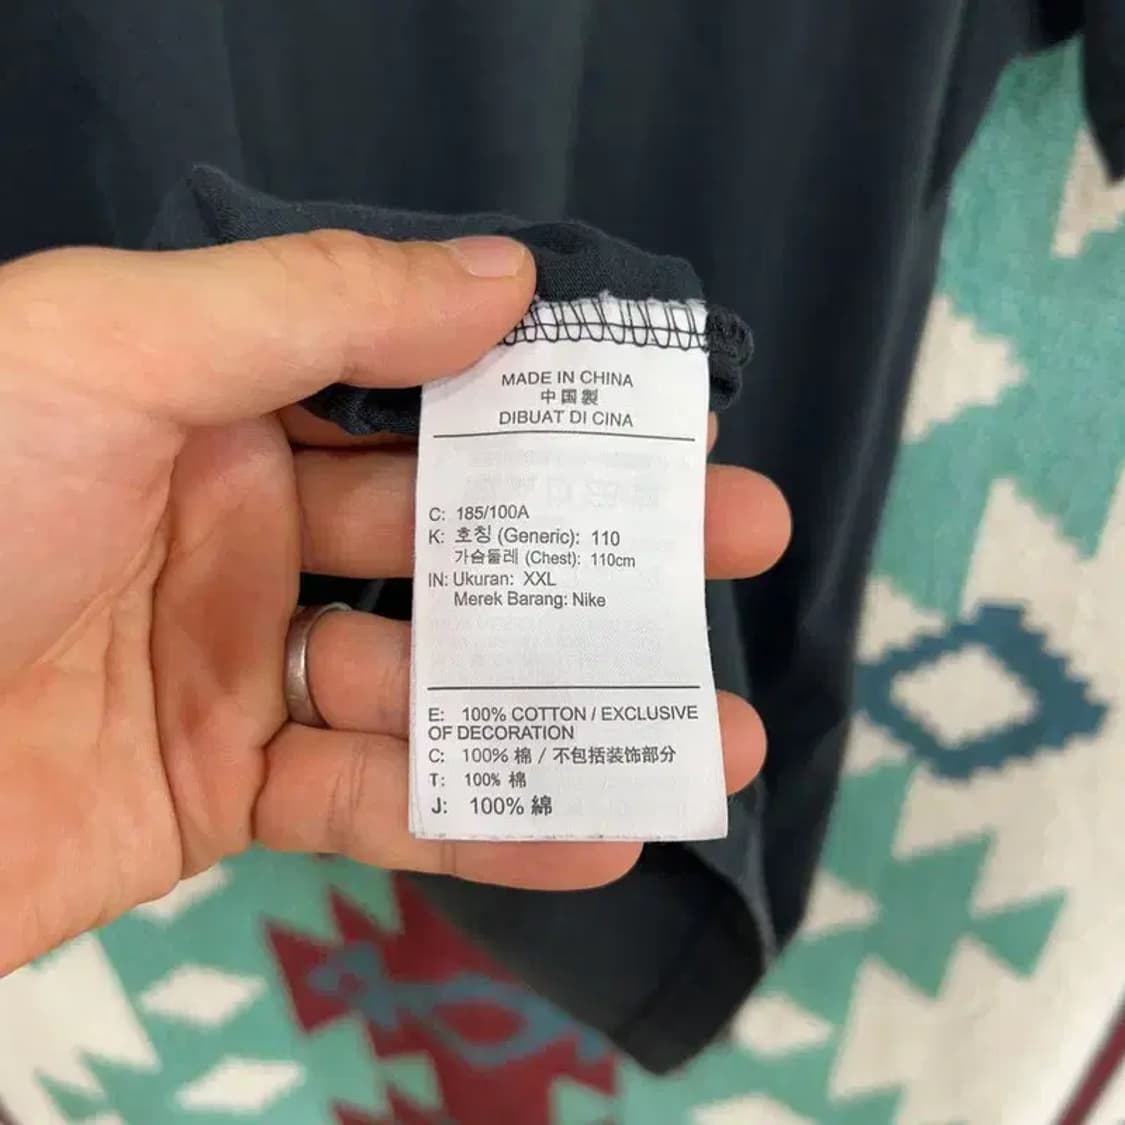 MADE IN CHINA
中国製
DIBUAT DI CINA
C: 185/100A
K: 호칭 (Generic): 110
가슴둘레 (Chest): 110cm
IN: Ukuran: XXL
Merek Barang: Nike
E: 100% COTTON / EXCLUSIVE
OF DECORATION
C: 100% 棉 / 不包括装饰部分
T: 100% 棉
J: 100% 綿